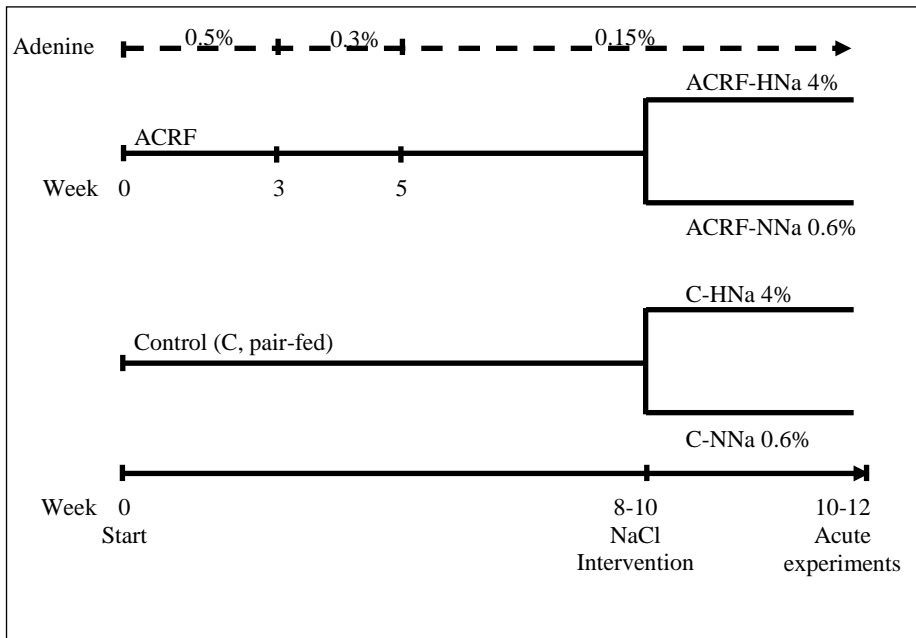 Adenine 0.5% 0.3% 0.15%
ACRF-HNa 4%
ACRF
Week 0 3 5
ACRF-NNa 0.6%
C-HNa 4%
Control (C, pair-fed)
C-NNa 0.6%
Week 0 8-10 10-12
Start NaCl Acute
Intervention experiments